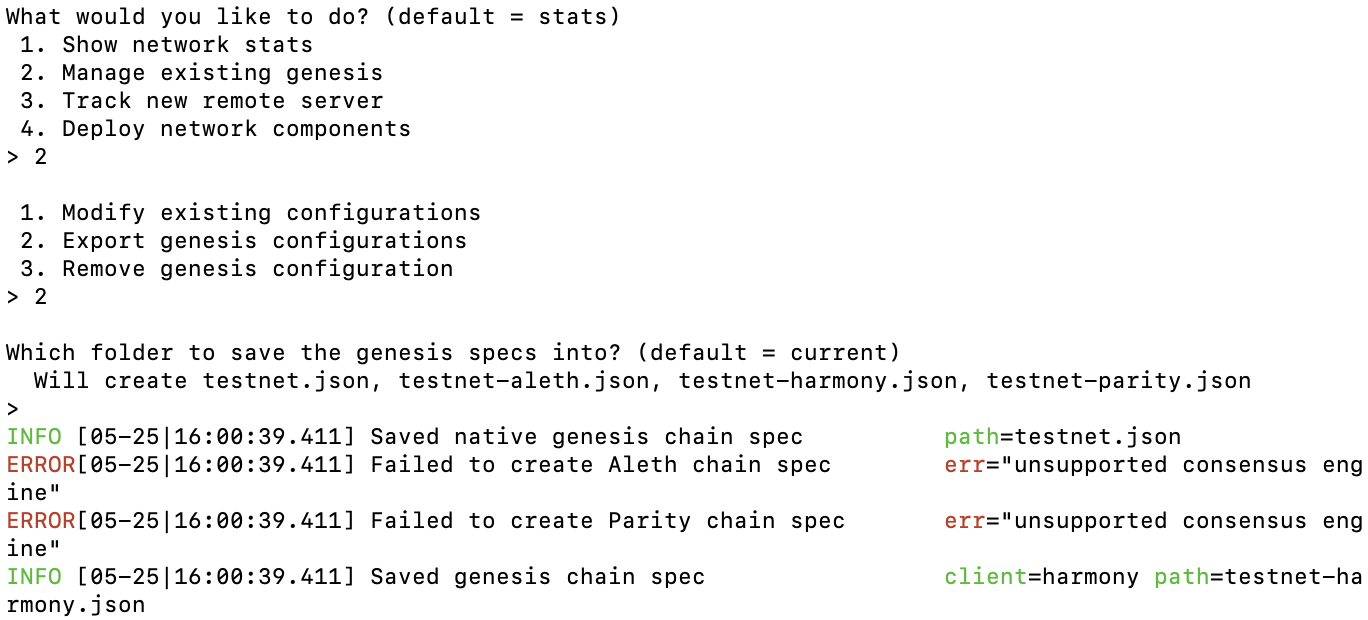 What would you like to do? (default = stats)
 1. Show network stats
 2. Manage existing genesis
 3. Track new remote server
 4. Deploy network components
> 2

 1. Modify existing configurations
 2. Export genesis configurations
 3. Remove genesis configuration
> 2

Which folder to save the genesis specs into? (default = current)
  Will create testnet.json, testnet-aleth.json, testnet-harmony.json, testnet-parity.json
>
INFO [05-25|16:00:39.411] Saved native genesis chain spec          path=testnet.json
ERROR[05-25|16:00:39.411] Failed to create Aleth chain spec        err="unsupported consensus eng
ine"
ERROR[05-25|16:00:39.411] Failed to create Parity chain spec       err="unsupported consensus eng
ine"
INFO [05-25|16:00:39.411] Saved genesis chain spec                 client=harmony path=testnet-ha
rmony.json